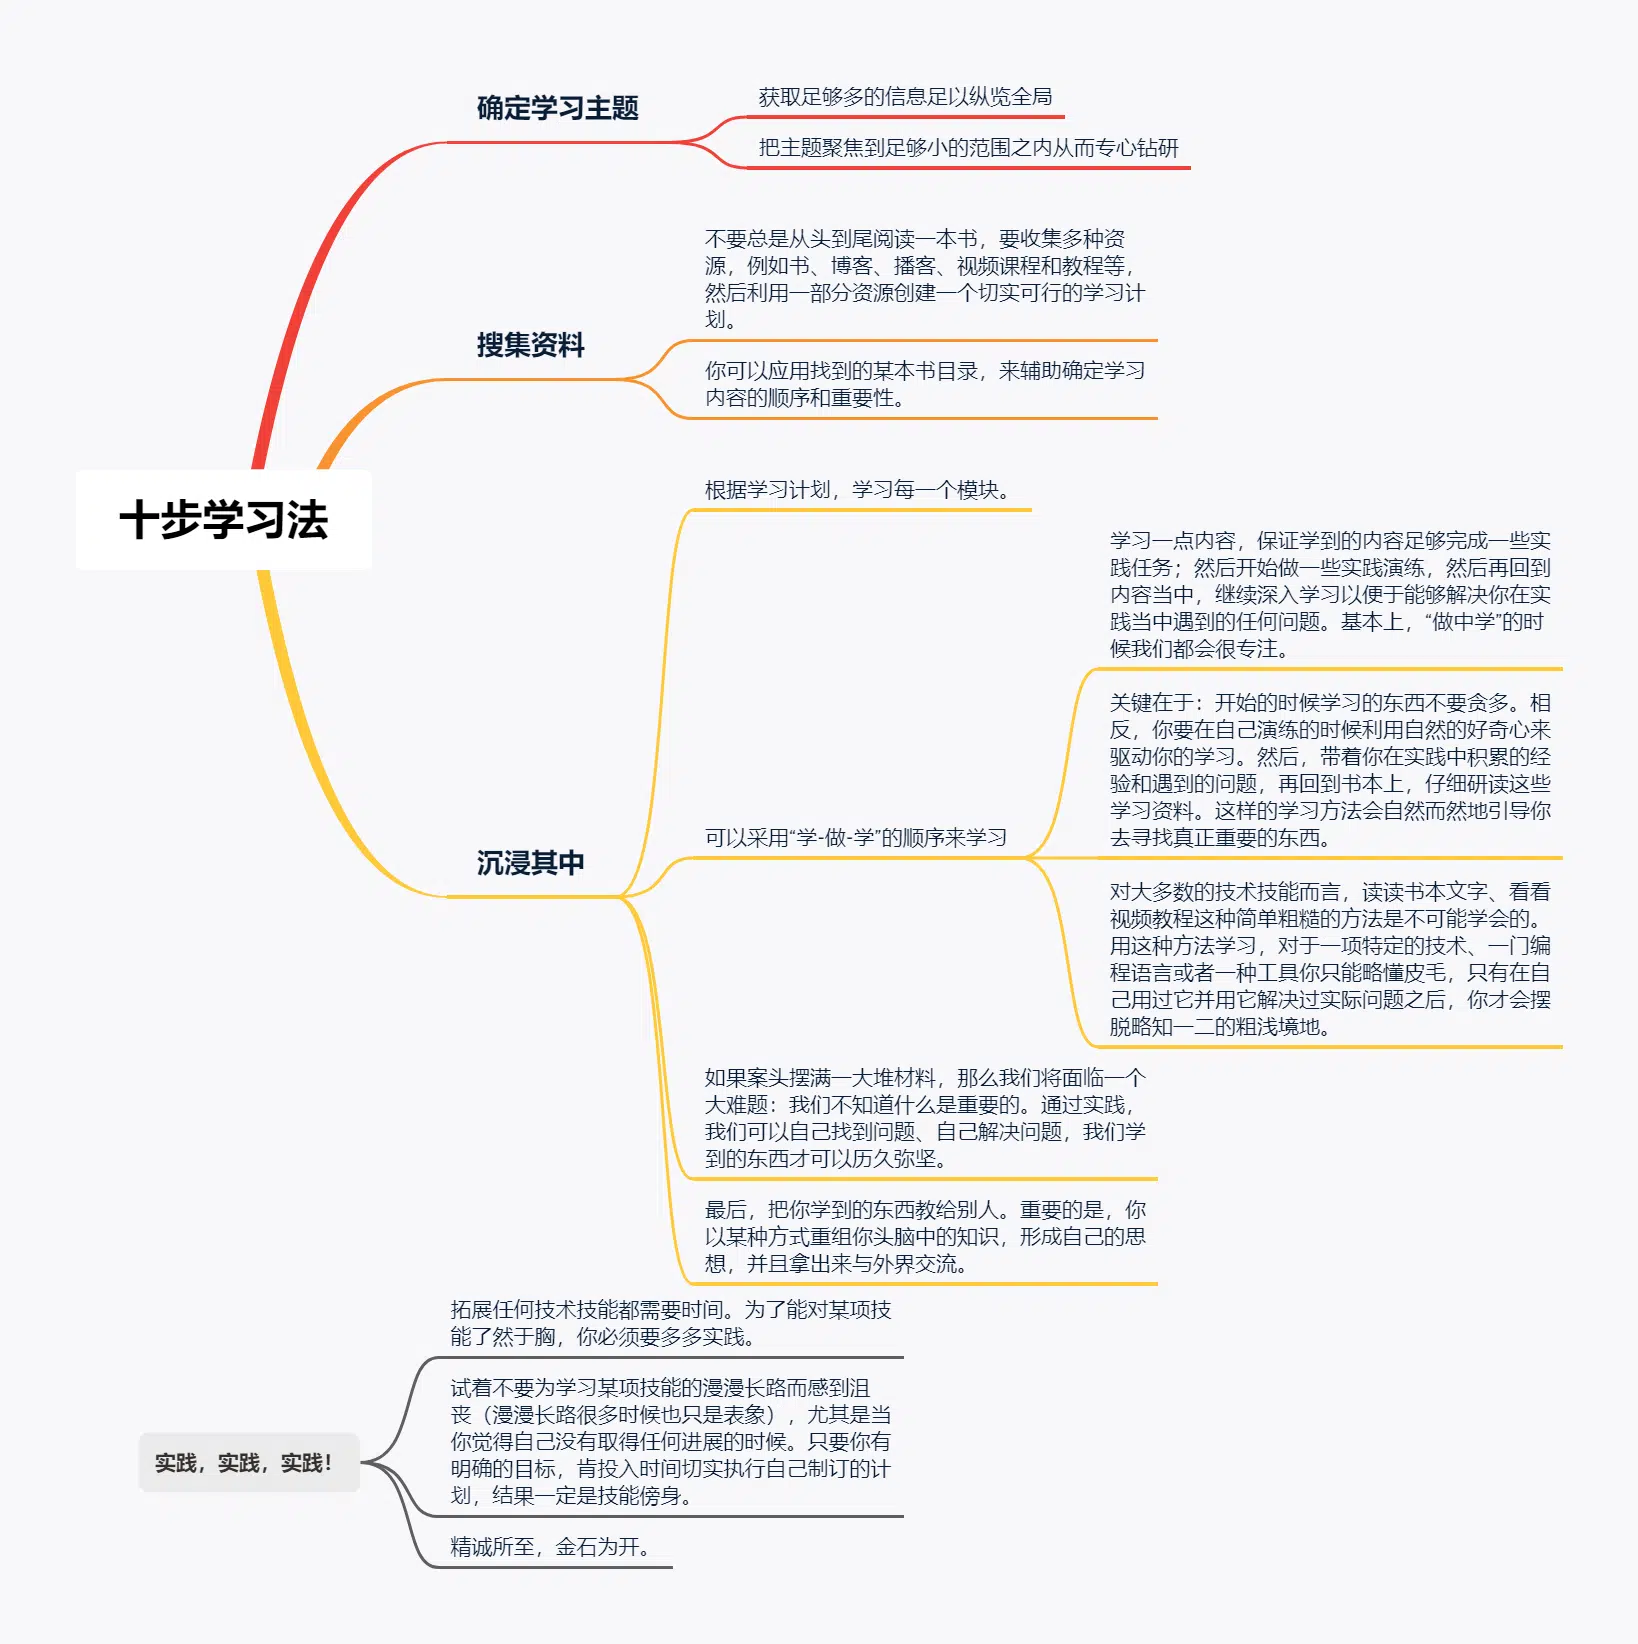 确定学习主题
获取足够多的信息足以纵览全局
把主题聚焦到足够小的范围之内从而专心钻研
搜集资料
不要总是从头到尾阅读一本书，要收集多种资
源，例如书、博客、播客、视频课程和教程等，
然后利用一部分资源创建一个切实可行的学习计
划。
你可以应用找到的某本书目录，来辅助确定学习
内容的顺序和重要性。
十步学习法
沉浸其中
根据学习计划，学习每一个模块。
可以采用“学-做-学”的顺序来学习
学习一点内容，保证学到的内容足够完成一些实
践任务；然后开始做一些实践演练，然后再回到
内容当中，继续深入学习以便于能够解决你在实
践当中遇到的任何问题。基本上，“做中学”的时
候我们都会很专注。
关键在于：开始的时候学习的东西不要贪多。相
反，你要在自己演练的时候利用自然的好奇心来
驱动你的学习。然后，带着你在实践中积累的经
验和遇到的问题，再回到书本上，仔细研读这些
学习资料。这样的学习方法会自然而然地引导你
去寻找真正重要的东西。
对大多数的技术技能而言，读读书本文字、看看
视频教程这种简单粗糙的方法是不可能学会的。
用这种方法学习，对于一项特定的技术、一门编
程语言或者一种工具你只能略懂皮毛，只有在自
己用过它并用它解决过实际问题之后，你才会摆
脱略知一二的粗浅境地。
如果案头摆满一大堆材料，那么我们将面临一个
大难题：我们不知道什么是重要的。通过实践，
我们可以自己找到问题、自己解决问题，我们学
到的东西才可以历久弥坚。
最后，把你学到的东西教给别人。重要的是，你
以某种方式重组你头脑中的知识，形成自己的思
想，并且拿出来与外界交流。
实践，实践，实践！
拓展任何技术技能都需要时间。为了能对某项技
能了然于胸，你必须要多多实践。
试着不要为学习某项技能的漫漫长路而感到沮
丧（漫漫长路很多时候也只是表象），尤其是当
你觉得自己没有取得任何进展的时候。只要你有
明确的目标，肯投入时间切实执行自己制订的计
划，结果一定是技能傍身。
精诚所至，金石为开。